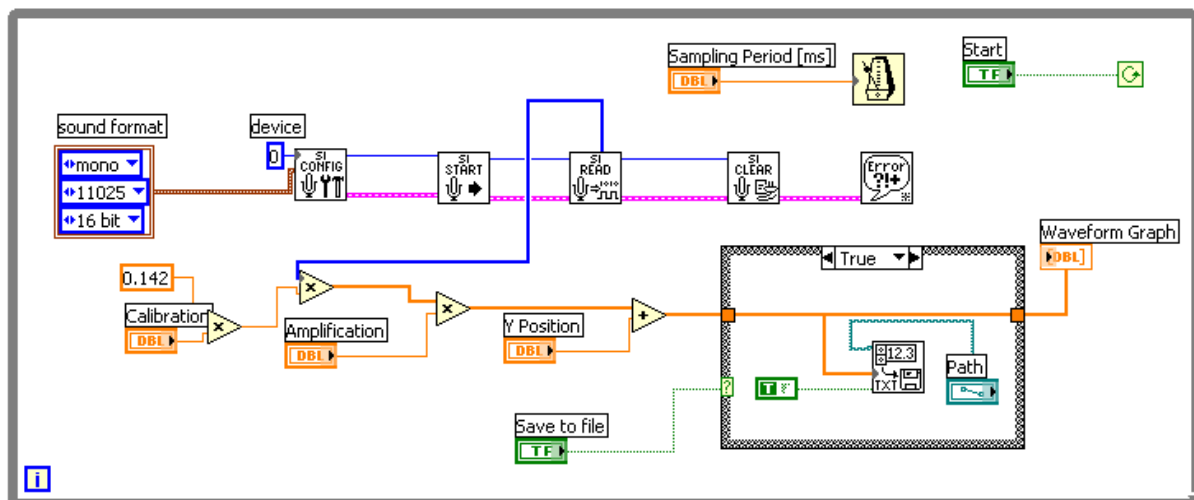 Sampling Period [ms]
DBL
Start
TF
sound format
mono
11025
16 bit
device
0
SI
CONFIG
SI
START
SI
READ
1010
SI
CLEAR
Error
?!+
Waveform Graph
DBL]
True
0.142
Calibration
DBL
×
×
Amplification
DBL
×
Y Position
DBL
+
12.3
TXT
Path
T
?
Save to file
TF
i